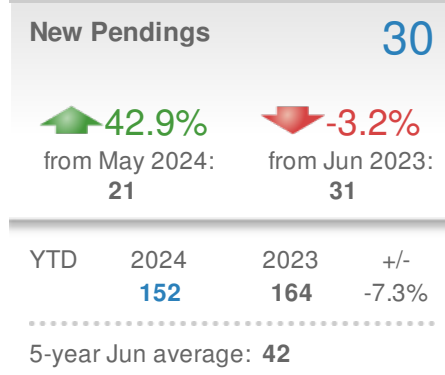 New Pendings 30
42.9% -3.2%
from May 2024: from Jun 2023:
21 31
YTD 2024 2023 +/-
152 164 -7.3%
5-year Jun average: 42